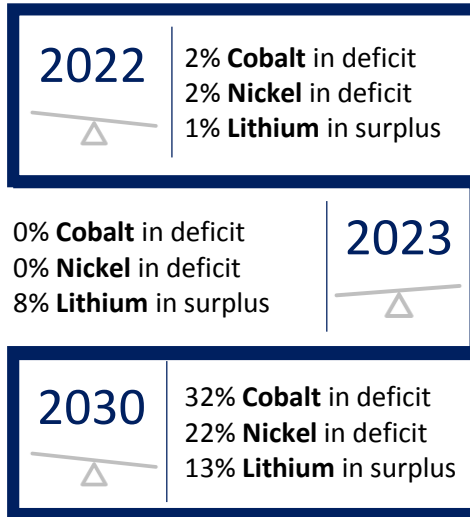 2022
2% Cobalt in deficit
2% Nickel in deficit
1% Lithium in surplus
0% Cobalt in deficit
0% Nickel in deficit
8% Lithium in surplus
2023
2030
32% Cobalt in deficit
22% Nickel in deficit
13% Lithium in surplus